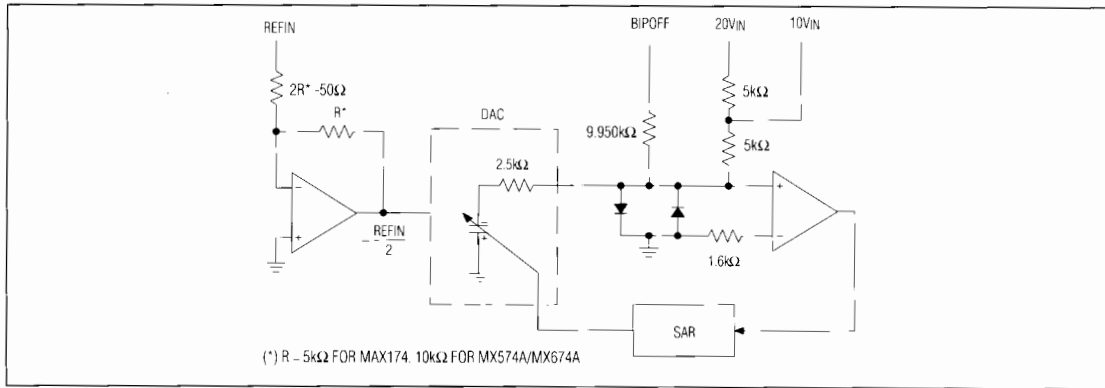 REFIN
BIPOFF
20VIN
10VIN
2R* -50Ω
R*
5kΩ
DAC
9.950kΩ
5kΩ
2.5kΩ
+
-
-
+
-
+
REFIN
2
1.6kΩ
SAR
(*) R – 5kΩ FOR MAX174. 10kΩ FOR MX574A/MX674A